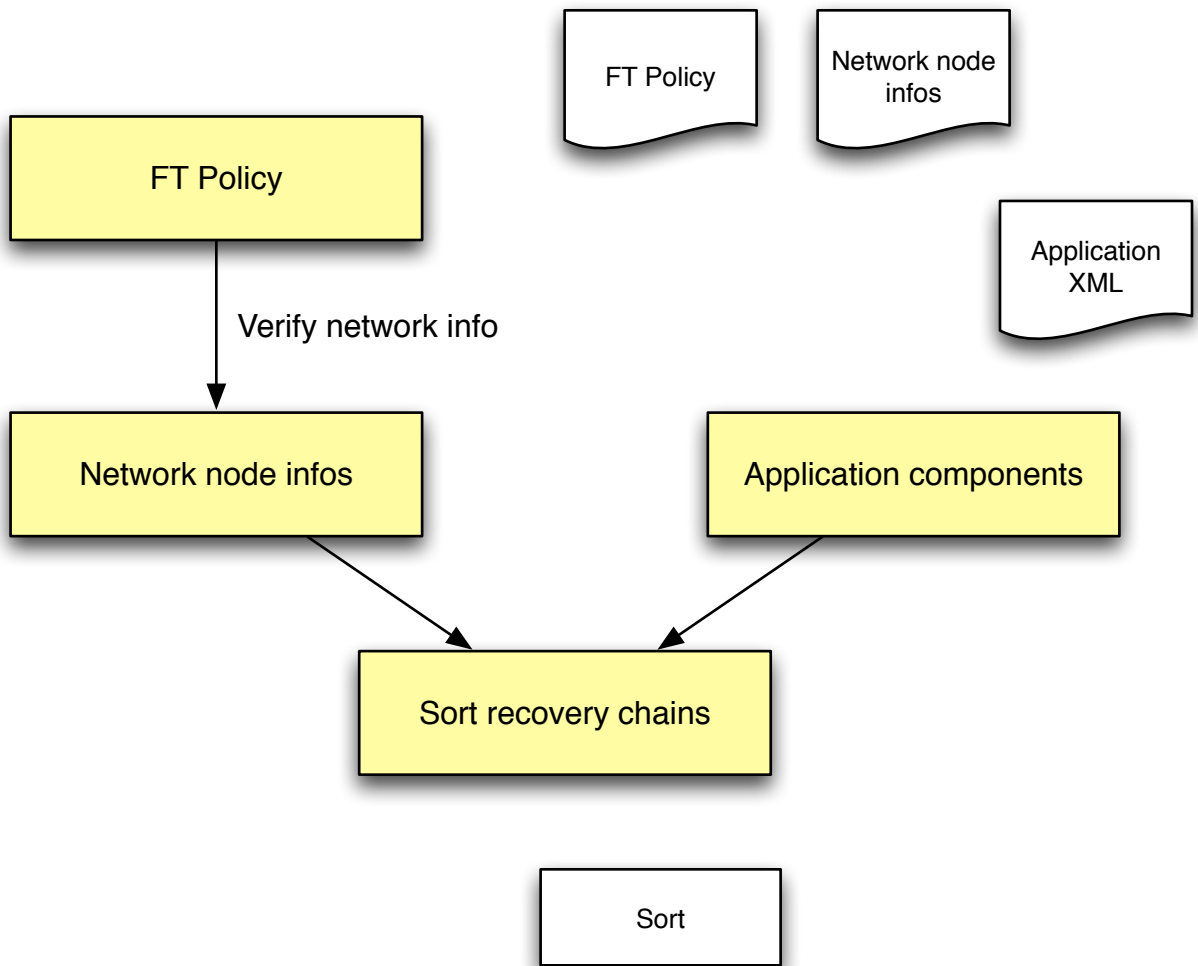 FT Policy
Network node
infos
FT Policy
Application
XML
Verify network info
Network node infos
Application components
Sort recovery chains
Sort